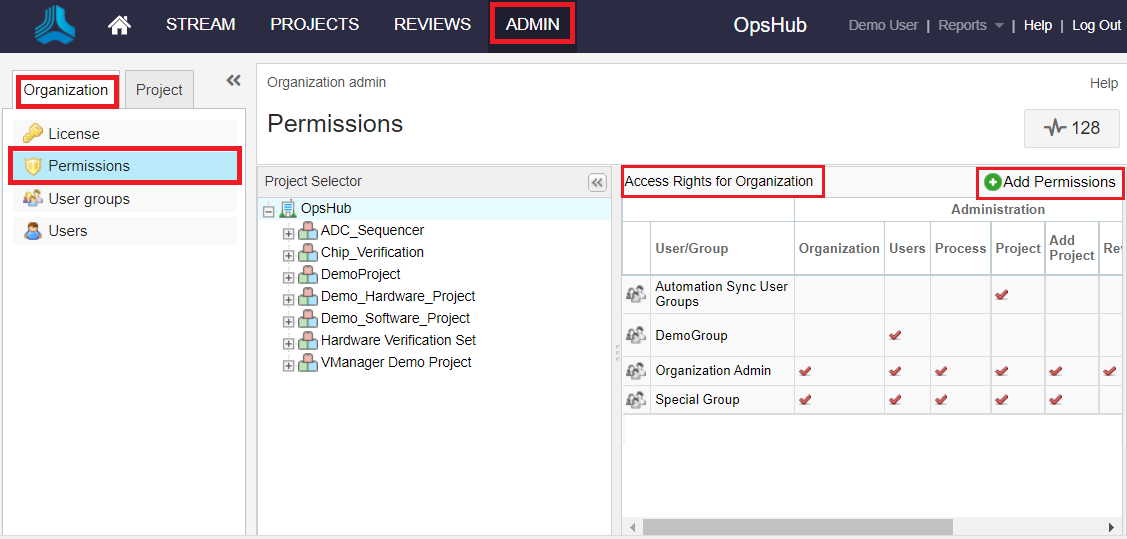 STREAM PROJECTS REVIEWS ADMIN OpsHub Demo User | Reports | Help | Log Out
Organization Project
License
Permissions
User groups
Users
Organization admin Help
Permissions
128
Project Selector
OpsHub
ADC_Sequencer
Chip_Verification
DemoProject
Demo_Hardware_Project
Demo_Software_Project
Hardware Verification Set
VManager Demo Project
Access Rights for Organization Add Permissions
Administration
User/Group Organization Users Process Project Add Project Rev
Automation Sync User
Groups
DemoGroup
Organization Admin
Special Group